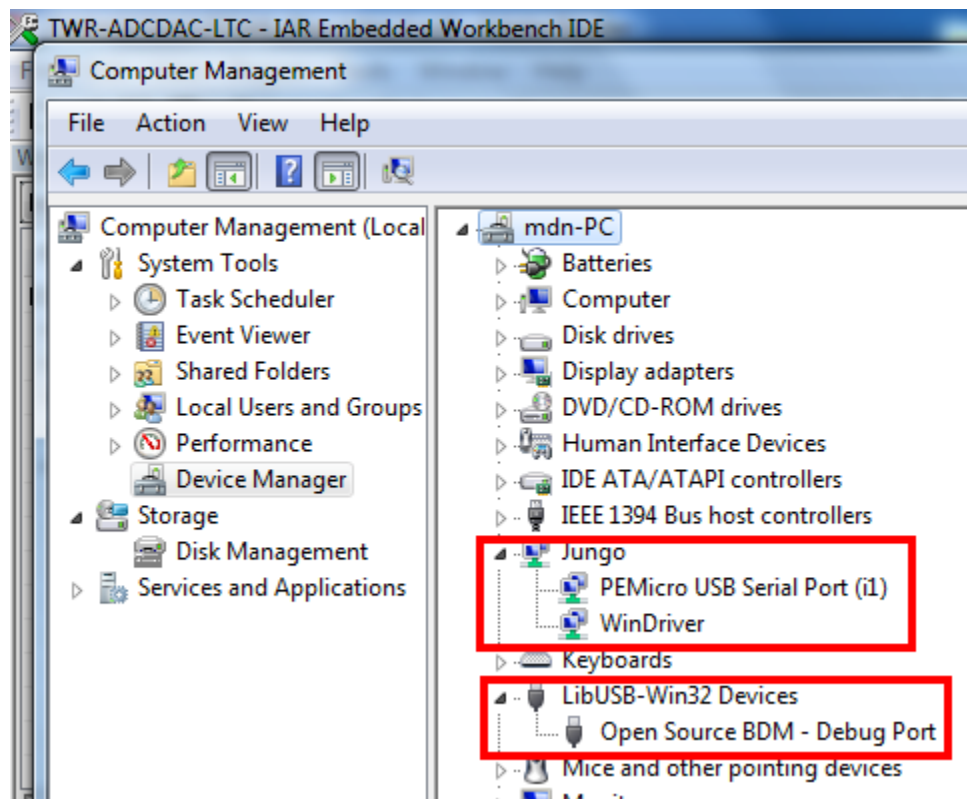 TWR-ADCDAC-LTC - IAR Embedded Workbench IDE
Computer Management
File Action View Help
Computer Management (Local
System Tools
Task Scheduler
Event Viewer
Shared Folders
Local Users and Groups
Performance
Device Manager
Storage
Disk Management
Services and Applications
mdn-PC
Batteries
Computer
Disk drives
Display adapters
DVD/CD-ROM drives
Human Interface Devices
IDE ATA/ATAPI controllers
IEEE 1394 Bus host controllers
Jungo
PEMicro USB Serial Port (i1)
WinDriver
Keyboards
LibUSB-Win32 Devices
Open Source BDM - Debug Port
Mice and other pointing devices